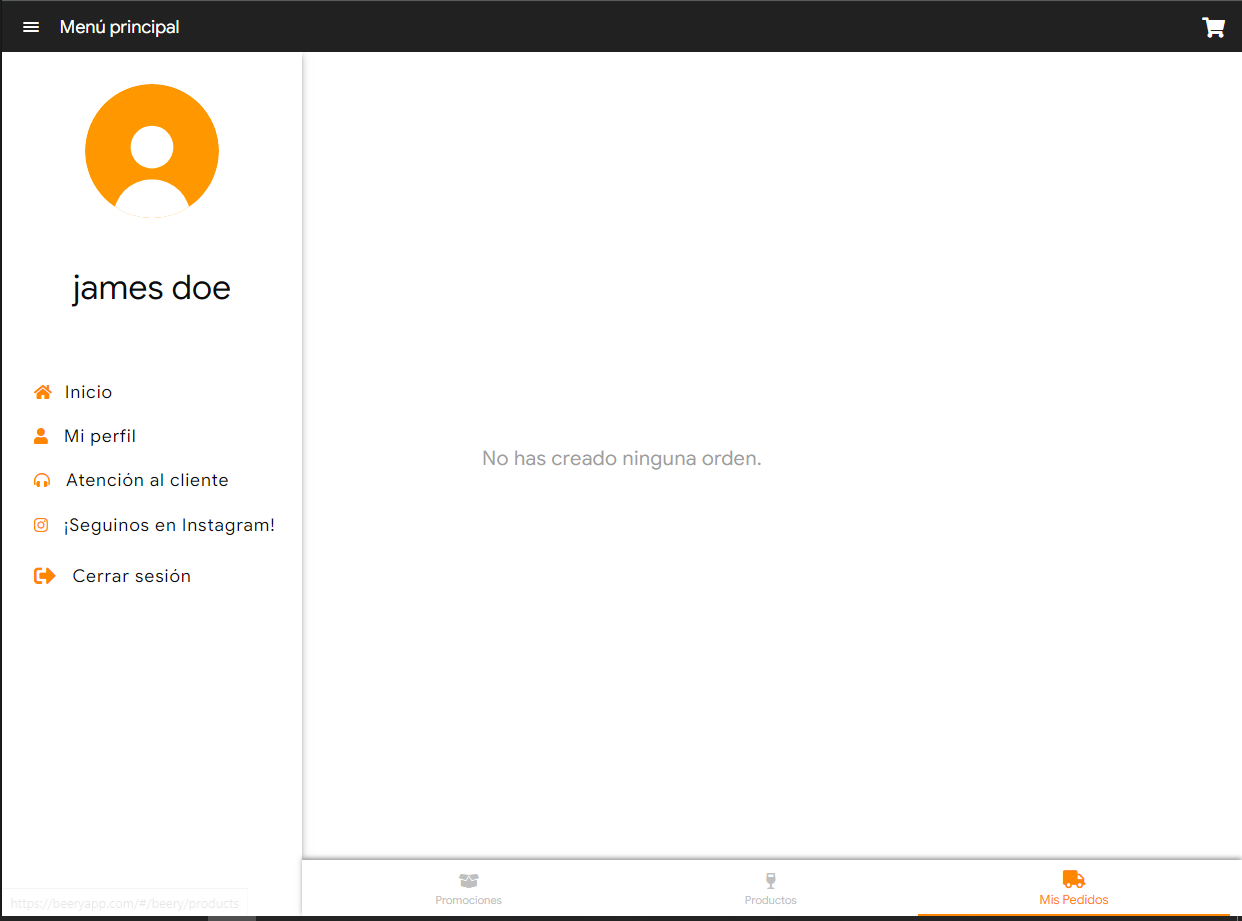 Menú principal
james doe
Inicio
Mi perfil
Atención al cliente
¡Seguinos en Instagram!
Cerrar sesión
No has creado ninguna orden.
Promociones
Productos
Mis Pedidos
https://beeryapp.com/#/beery/products